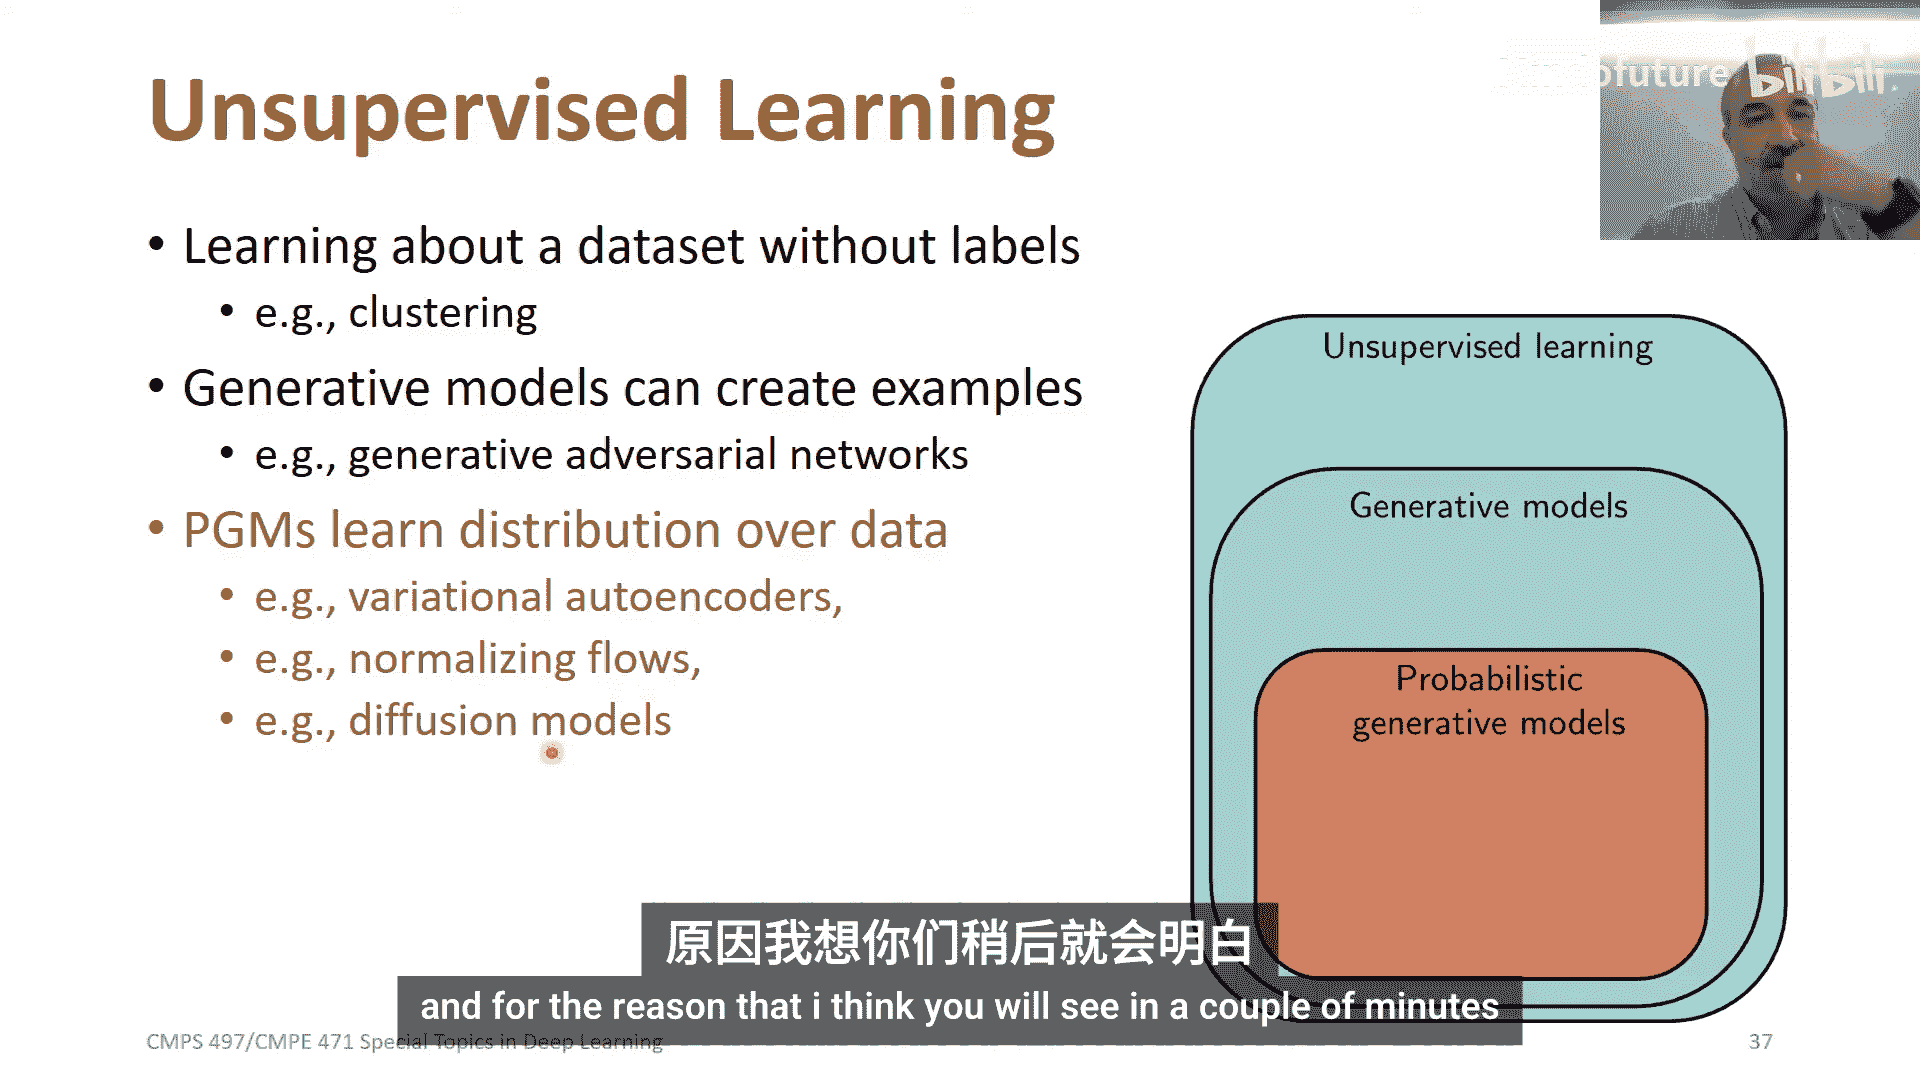 Unsupervised Learning
• Learning about a dataset without labels
• e.g., clustering
• Generative models can create examples
• e.g., generative adversarial networks
• PGMs learn distribution over data
• e.g., variational autoencoders,
• e.g., normalizing flows,
• e.g., diffusion models
Unsupervised learning
Generative models
Probabilistic
generative models
bilibili
原因我想你们稍后就会明白
and for the reason that i think you will see in a couple of minutes
CMPS 497/CMPE 471 Special Topics in Deep Learning
37